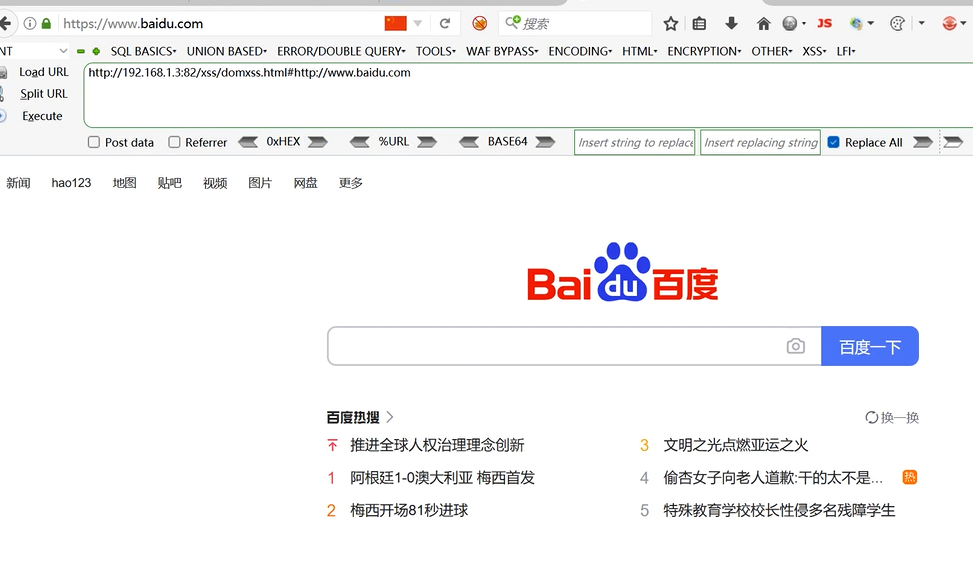 https://www.baidu.com
搜索
JS
NT SQL BASICS UNION BASED ERROR/DOUBLE QUERY TOOLS WAF BYPASS ENCODING HTML ENCRYPTION OTHER XSS LFI
Load URL http://192.168.1.3:82/xss/domxss.html#http://www.baidu.com
Split URL
Execute
Post data Referrer 0xHEX %URL BASE64 Insert string to replace Insert replacing string Replace All
新闻 hao123 地图 贴吧 视频 图片 网盘 更多
Bai du 百度
百度一下
百度热搜 换一换
推进全球人权治理理念创新
3 文明之光点燃亚运之火
1 阿根廷1-0澳大利亚 梅西首发
4 偷杏女子向老人道歉:干的太不是... 热
2 梅西开场81秒进球
5 特殊教育学校校长性侵多名残障学生